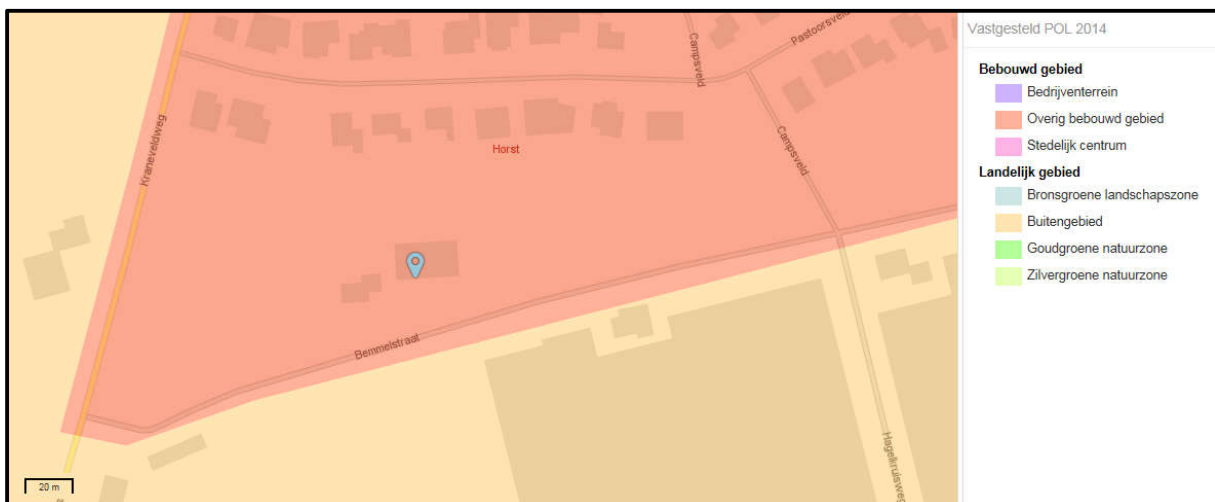 Vastgesteld POL 2014
Bebouwd gebied
Bedrijventerrein
Overig bebouwd gebied
Stedelijk centrum
Landelijk gebied
Bronsgroene landschapszone
Buitengebied
Goudgroene natuurzone
Zilvergroene natuurzone
Campsveld
Pastoorsveld
Kraneveldweg
Horst
Campsveld
Bemmelstraat
Hagelkruisweg
20 m